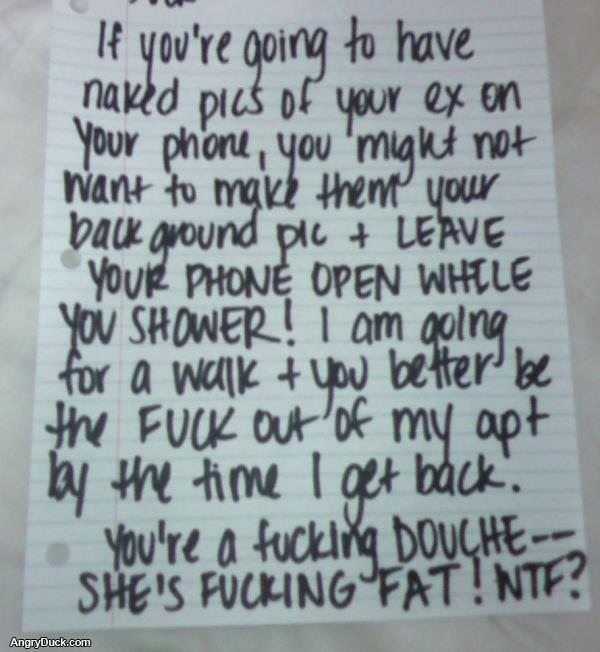 If you're going to have
naked pics of your ex on
your phone, you might not
want to make them your
back ground pic + LEAVE
YOUR PHONE OPEN WHILE
YOU SHOWER! I am going
for a walk + you better be
the FUCK out of my apt
by the time I get back.
You're a fucking DOUCHE--
SHE'S FUCKING FAT! NTF?
AngryDuck.com